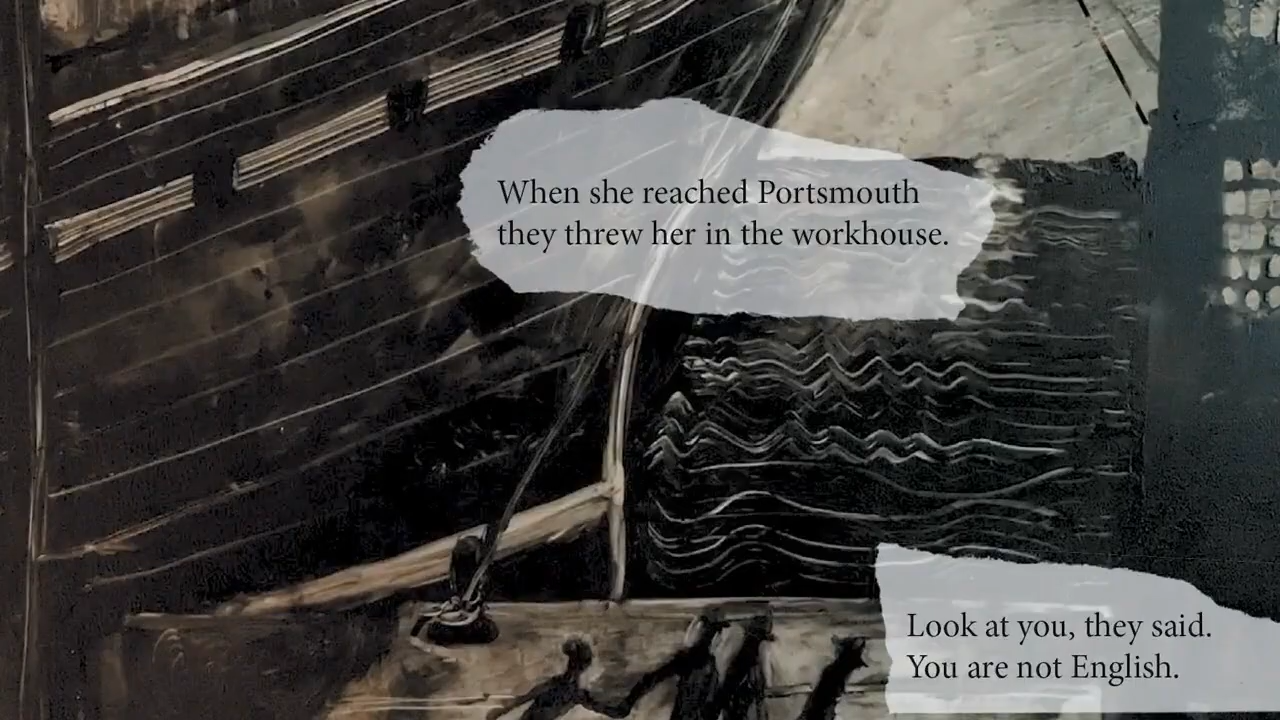 When she reached Portsmouth
they threw her in the workhouse.
Look at you, they said.
You are not English.